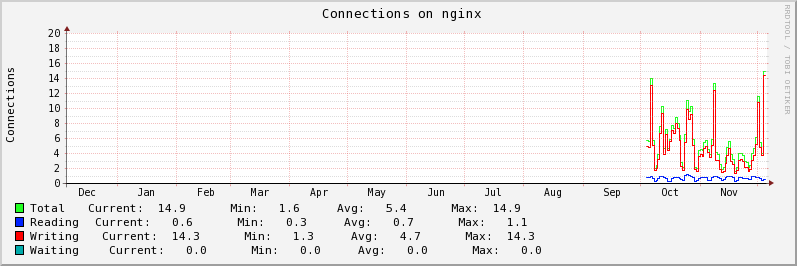 Connections on nginx
RRDTOOL / TOBI OETIKER
Connections
20
18
16
14
12
10
8
6
4
2
0
Dec Jan Feb Mar Apr May Jun Jul Aug Sep Oct Nov
Total Current: 14.9 Min: 1.6 Avg: 5.4 Max: 14.9
Reading Current: 0.6 Min: 0.3 Avg: 0.7 Max: 1.1
Writing Current: 14.3 Min: 1.3 Avg: 4.7 Max: 14.3
Waiting Current: 0.0 Min: 0.0 Avg: 0.0 Max: 0.0